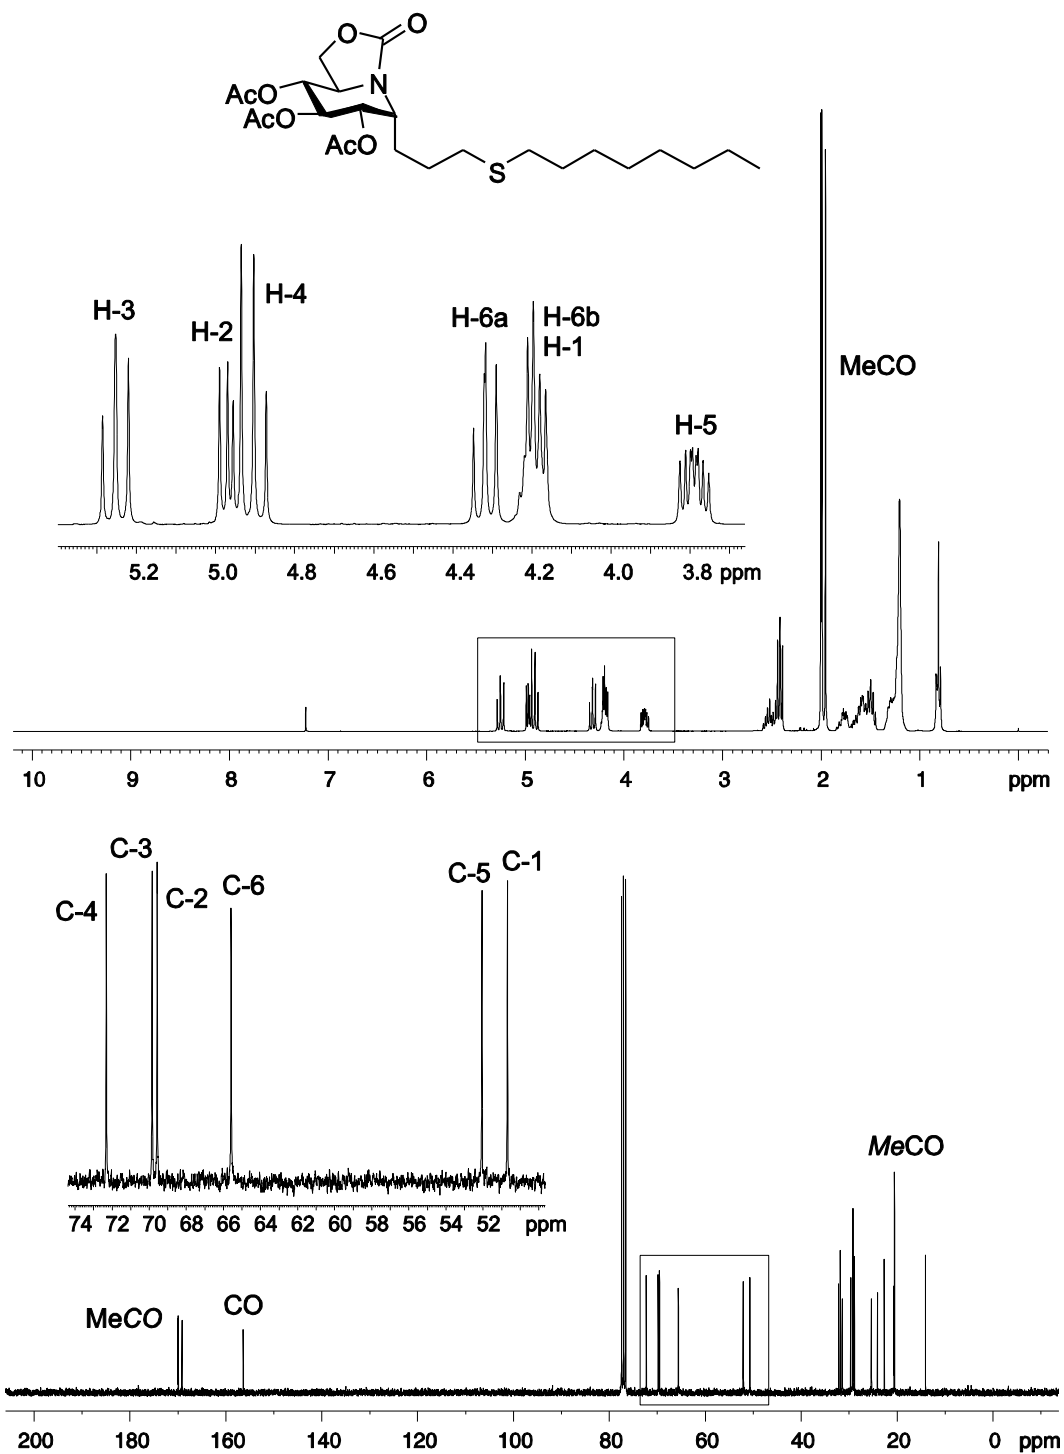 O
O
N
AcO
AcO
AcO
S
H-3
H-2
H-4
H-6a
H-6b
H-1
H-5
MeCO
5.2 5.0 4.8 4.6 4.4 4.2 4.0 3.8 ppm
10 9 8 7 6 5 4 3 2 1 ppm
C-4
C-3
C-2
C-6
C-5
C-1
74 72 70 68 66 64 62 60 58 56 54 52 ppm
MeCO
MeCO
CO
200 180 160 140 120 100 80 60 40 20 0 ppm